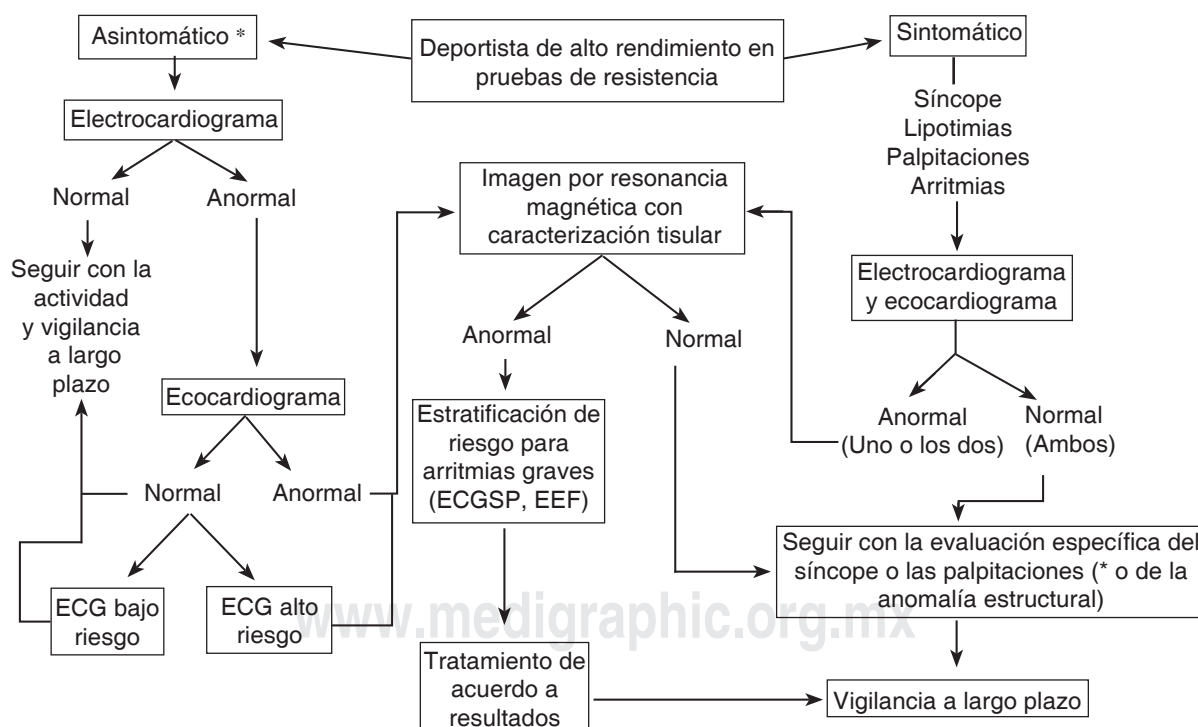 Asintomático *
Deportista de alto rendimiento en
pruebas de resistencia
Sintomático
Electrocardiograma
Síncope
Lipotimias
Palpitaciones
Arritmias
Normal
Anormal
Imagen por resonancia
magnética con
caracterización tisular
Seguir con la
actividad
y vigilancia
a largo
plazo
Electrocardiograma
y ecocardiograma
Anormal
Normal
Ecocardiograma
Estratificación de
riesgo para
arritmias graves
(ECGSP, EEF)
Anormal
(Uno o los dos)
Normal
(Ambos)
Normal
Anormal
Seguir con la evaluación específica del
síncope o las palpitaciones (* o de la
anomalía estructural)
ECG bajo
riesgo
ECG alto
riesgo
www.medigraphic.org.mx
Tratamiento de
acuerdo a
resultados
Vigilancia a largo plazo